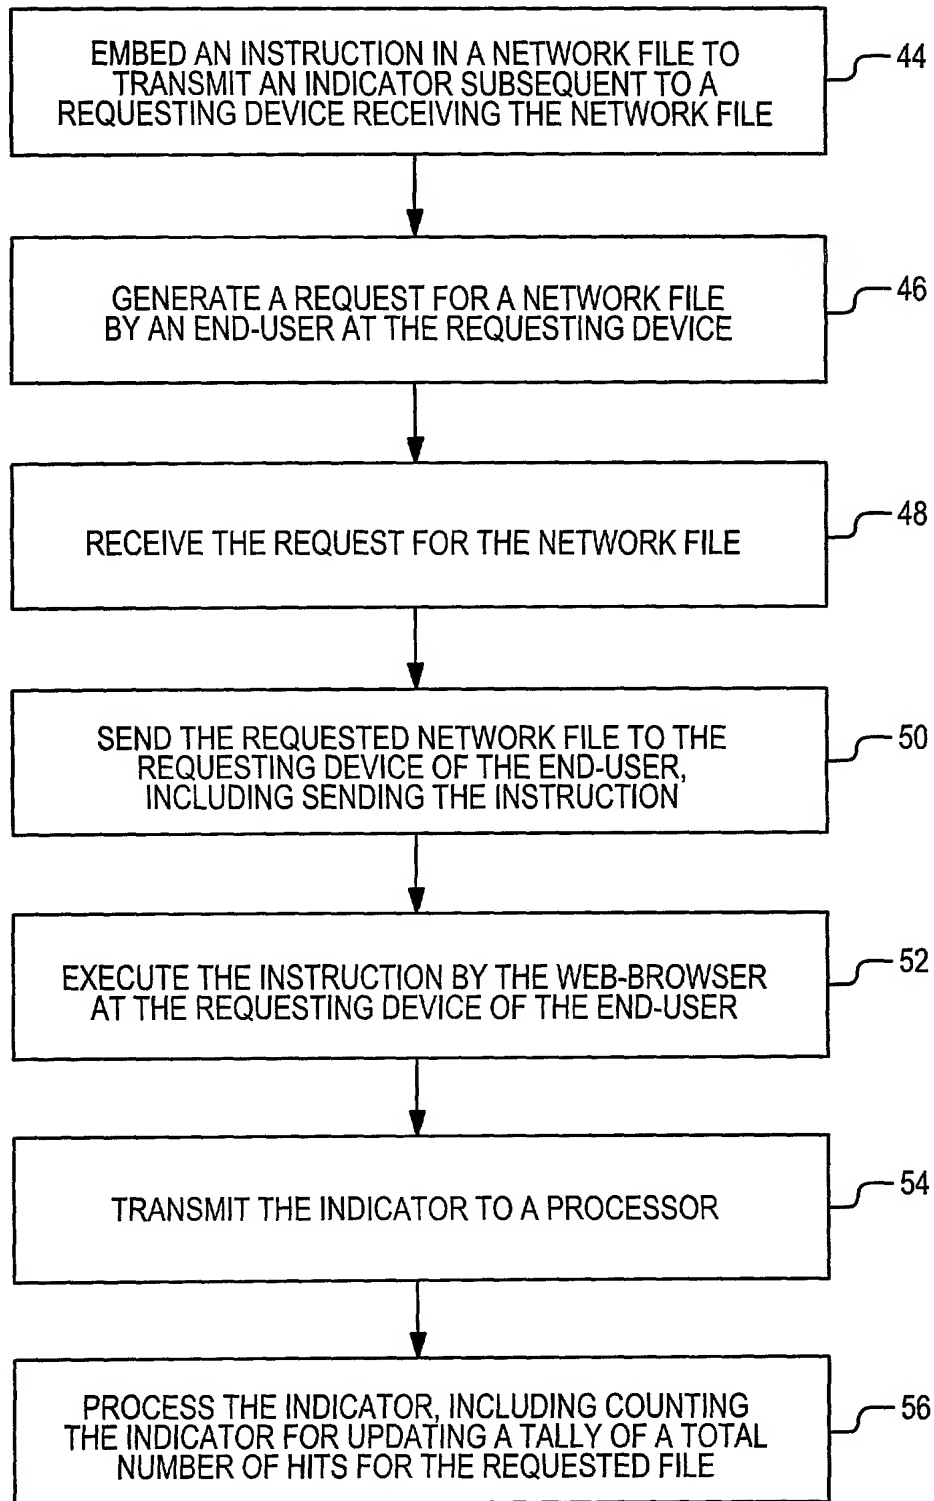 EMBED AN INSTRUCTION IN A NETWORK FILE TO
TRANSMIT AN INDICATOR SUBSEQUENT TO A
REQUESTING DEVICE RECEIVING THE NETWORK FILE
44
GENERATE A REQUEST FOR A NETWORK FILE
BY AN END-USER AT THE REQUESTING DEVICE
46
RECEIVE THE REQUEST FOR THE NETWORK FILE
48
SEND THE REQUESTED NETWORK FILE TO THE
REQUESTING DEVICE OF THE END-USER,
INCLUDING SENDING THE INSTRUCTION
50
EXECUTE THE INSTRUCTION BY THE WEB-BROWSER
AT THE REQUESTING DEVICE OF THE END-USER
52
TRANSMIT THE INDICATOR TO A PROCESSOR
54
PROCESS THE INDICATOR, INCLUDING COUNTING
THE INDICATOR FOR UPDATING A TALLY OF A TOTAL
NUMBER OF HITS FOR THE REQUESTED FILE
56